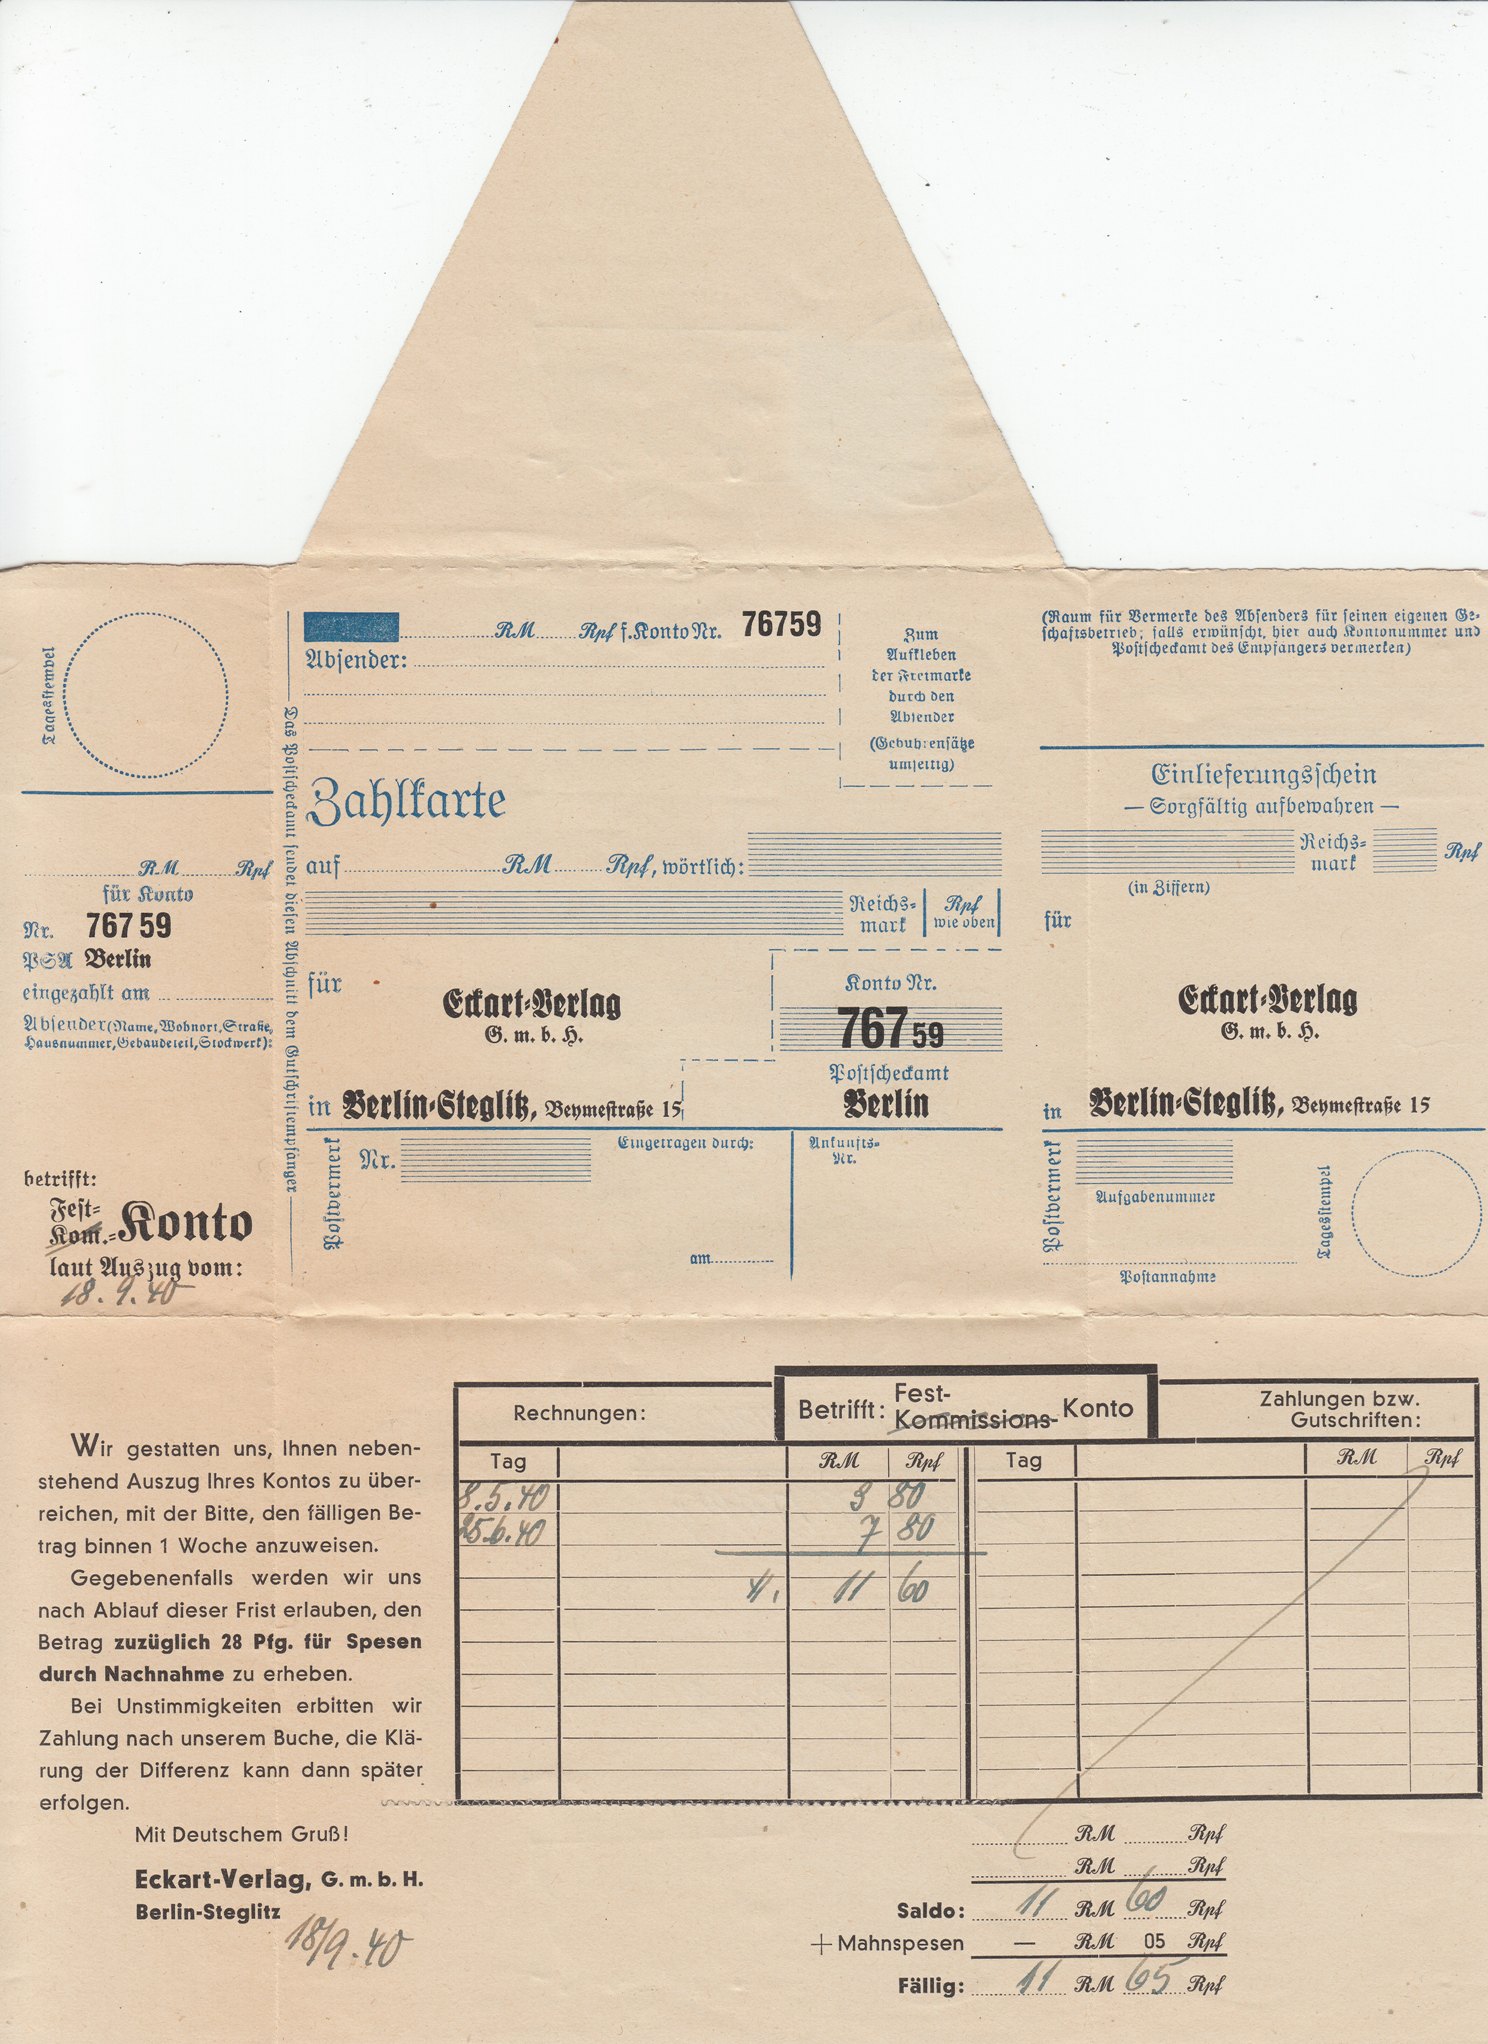 Tagesstempel
RM Rpf
für Konto
Nr. 76759
PSA Berlin
eingezahlt am
Absender (Name, Wohnort, Straße,
Hausnummer, Gebäudeteil, Stockwerk):
betrifft:
Fest-
Kom.-Konto
laut Auszug vom:
18.9.40
Das Postscheckamt sendet diesen Abschnitt dem Gutschriftempfänger
RM Rpf f. Konto Nr. 76759
Absender:
Zum
Aufkleben
der Freimarke
durch den
Absender
(Gebührensätze
umseitig)
Zahlkarte
auf RM Rpf, wörtlich:
Reichs-
mark
Rpf
wie oben
für
Eckart-Verlag
G. m. b. H.
Konto Nr.
76759
Postscheckamt
Berlin
in Berlin-Steglitz, Beymestraße 15
Postvermerk
Nr.
Eingetragen durch:
am
Ankunfts-
Nr.
(Raum für Vermerke des Absenders für seinen eigenen Ge-
schäftsbetrieb; falls erwünscht, hier auch Kontonummer und
Postscheckamt des Empfängers vermerken)
Einlieferungsschein
— Sorgfältig aufbewahren —
Reichs-
mark
Rpf
(in Ziffern)
für
Eckart-Verlag
G. m. b. H.
in Berlin-Steglitz, Beymestraße 15
Postvermerk
Aufgabenummer
Postannahme
Tagesstempel
Wir gestatten uns, Ihnen neben-
stehend Auszug Ihres Kontos zu über-
reichen, mit der Bitte, den fälligen Be-
trag binnen 1 Woche anzuweisen.
Gegebenenfalls werden wir uns
nach Ablauf dieser Frist erlauben, den
Betrag zuzüglich 28 Pfg. für Spesen
durch Nachnahme zu erheben.
Bei Unstimmigkeiten erbitten wir
Zahlung nach unserem Buche, die Klä-
rung der Differenz kann dann später
erfolgen.
Mit Deutschem Gruß!
Eckart-Verlag, G. m. b. H.
Berlin-Steglitz
18/9.40
Rechnungen:
Betrifft: Fest-
Kommissions- Konto
Zahlungen bzw.
Gutschriften:
Tag RM Rpf Tag RM Rpf
8.5.40 3 80
25.6.40 7 80
11 60
RM Rpf
RM Rpf
Saldo: 11 RM 60 Rpf
+ Mahnspesen — RM 05 Rpf
Fällig: 11 RM 65 Rpf